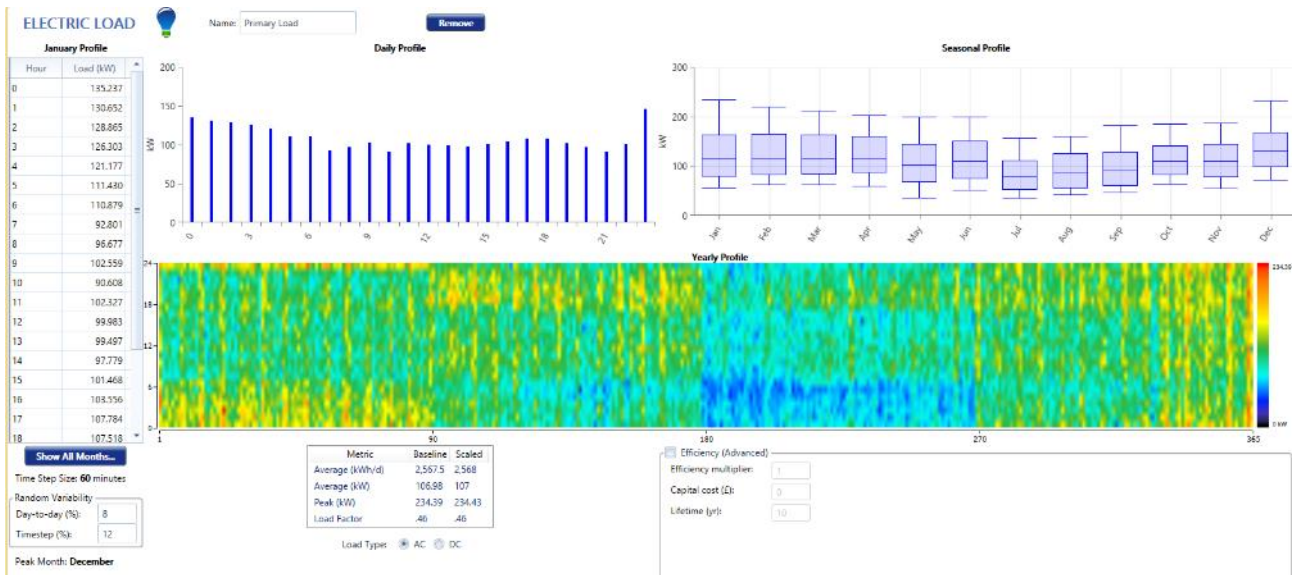 ELECTRIC LOAD
Name: Primary Load
Remove
January Profile
Hour Load (kW)
0 135.237
1 130.652
2 128.865
3 126.303
4 121.177
5 111.430
6 110.879
7 92.801
8 96.677
9 102.559
10 90.608
11 102.327
12 99.983
13 99.497
14 97.779
15 101.468
16 103.556
17 107.784
18 107.518
Show All Months...
Time Step Size: 60 minutes
Random Variability
Day-to-day (%): 8
Timestep (%): 12
Peak Month: December
Daily Profile
kW
200
150
100
50
0
0 3 6 9 12 15 18 21
Seasonal Profile
kW
300
200
100
0
Jan Feb Mar Apr May Jun Jul Aug Sep Oct Nov Dec
Yearly Profile
24
18
12
6
0
1 90 180 270 365
234.39
0 kW
Metric Baseline Scaled
Average (kWh/d) 2,567.5 2,568
Average (kW) 106.98 107
Peak (kW) 234.39 234.43
Load Factor .46 .46
Load Type: AC DC
Efficiency (Advanced)
Efficiency multiplier: 1
Capital cost (£): 0
Lifetime (yr): 10